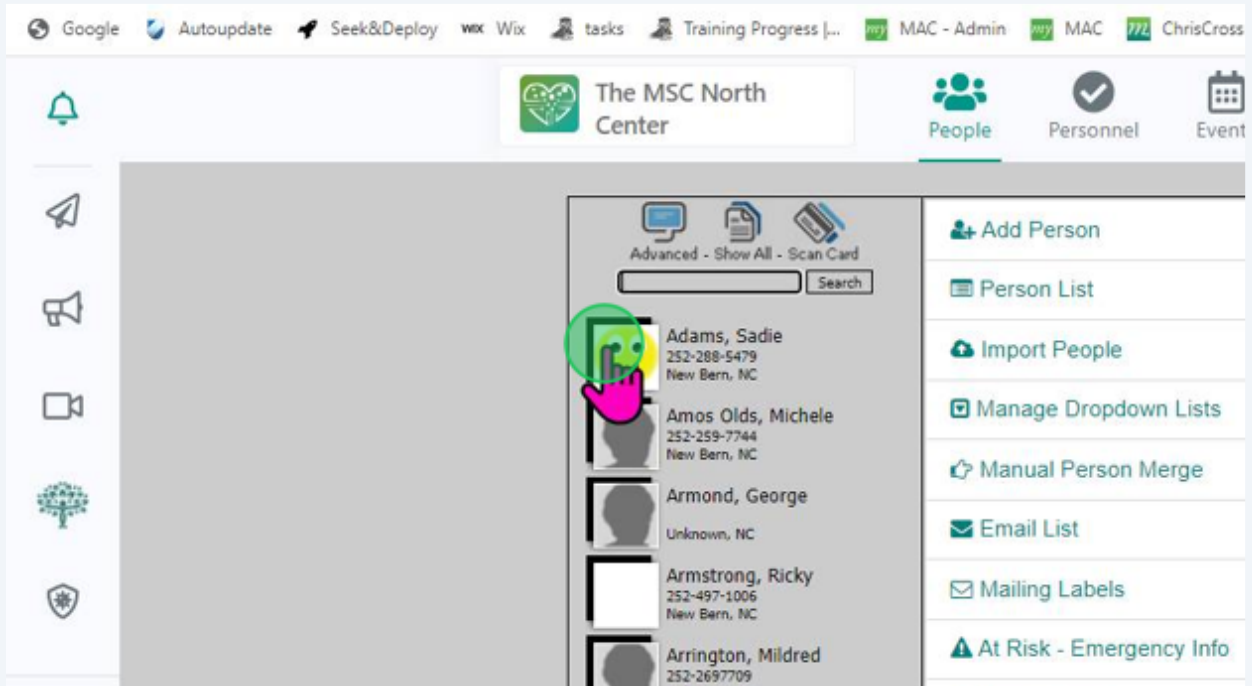 Google Autoupdate Seek&Deploy WiX Wix tasks Training Progress |... my MAC - Admin my MAC m ChrisCross
The MSC North
Center
People Personnel Event
Advanced - Show All - Scan Card
Search
Adams, Sadie
252-288-5479
New Bern, NC
Amos Olds, Michele
252-259-7744
New Bern, NC
Armond, George
Unknown, NC
Armstrong, Ricky
252-497-1006
New Bern, NC
Arrington, Mildred
252-2697709
Add Person
Person List
Import People
Manage Dropdown Lists
Manual Person Merge
Email List
Mailing Labels
At Risk - Emergency Info